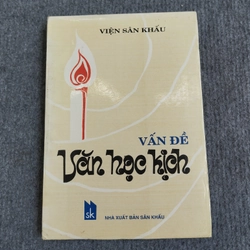 VIỆN SÂN KHẤU
VẤN ĐỀ
Văn học kịch
sk
NHÀ XUẤT BẢN SÂN KHẤU